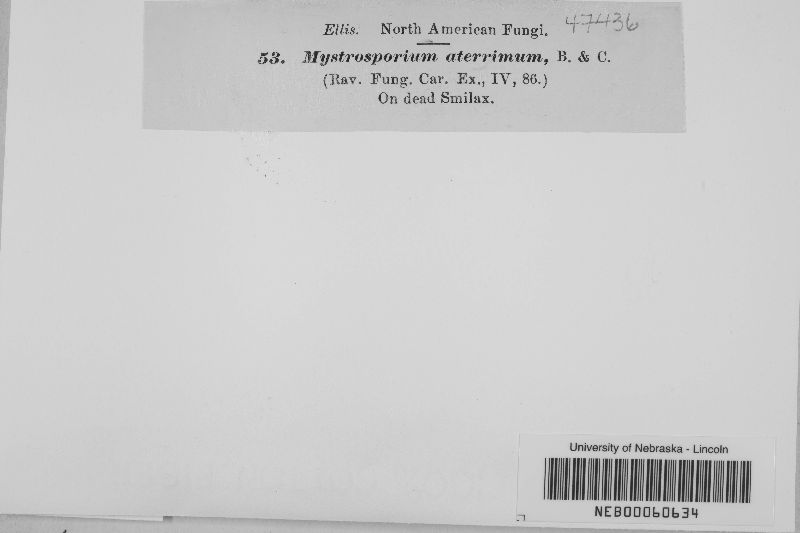 Ellis. North American Fungi. 47436
53. Mystrosporium aterrimum, B. & C.
(Rav. Fung. Car. Ex., IV, 86.)
On dead Smilax.
University of Nebraska - Lincoln
NEB00060634